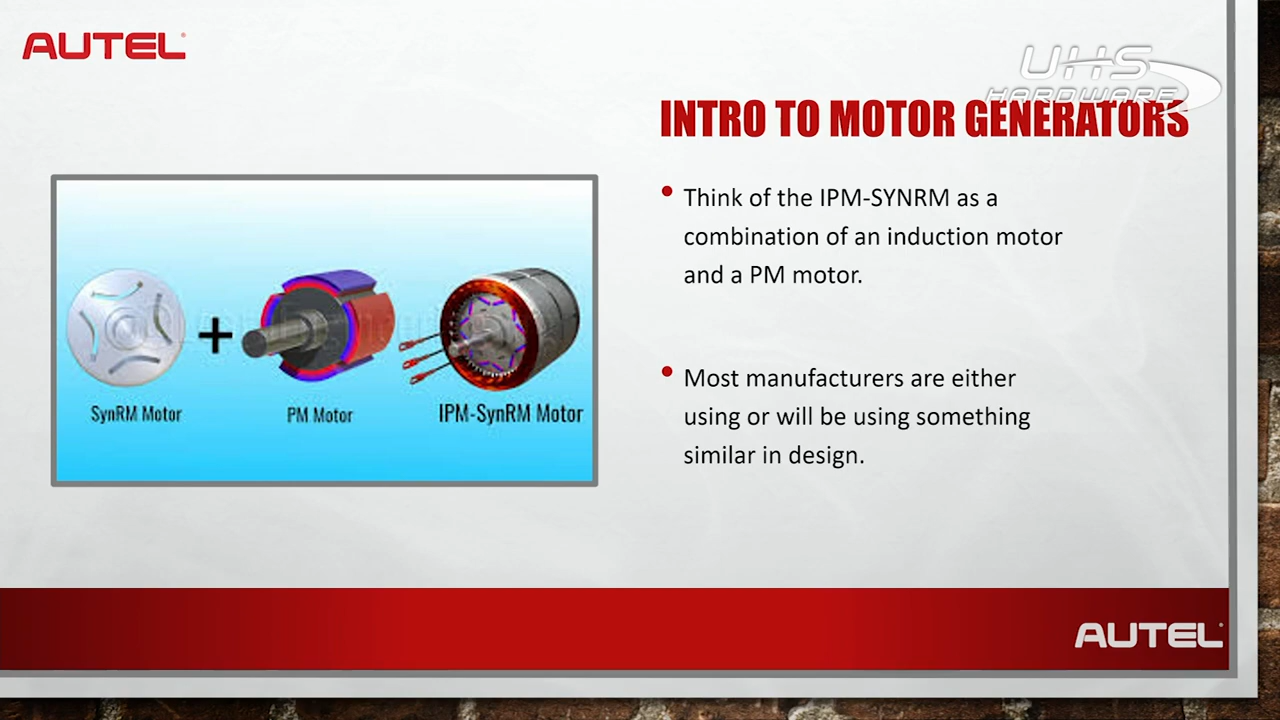 AUTEL
UHS
HARDWARE
INTRO TO MOTOR GENERATORS
• Think of the IPM-SYNRM as a
combination of an induction motor
and a PM motor.
• Most manufacturers are either
using or will be using something
similar in design.
+
SynRM Motor
PM Motor
IPM-SynRM Motor
AUTEL